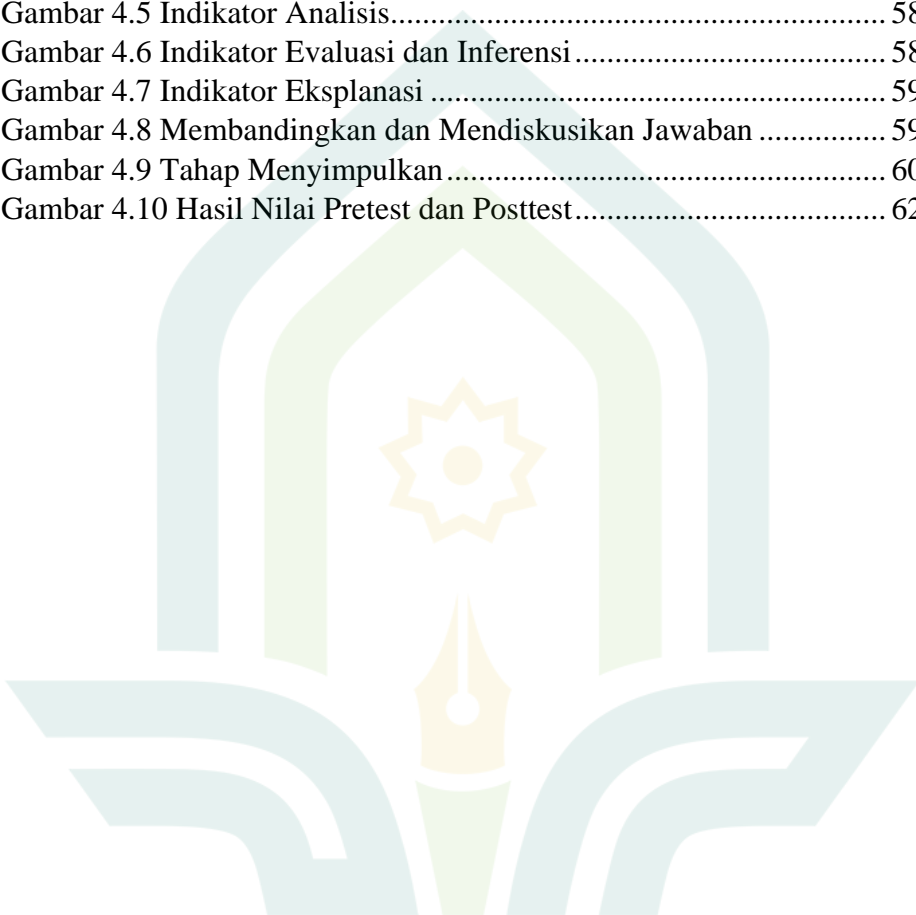 Gambar 4.5 Indikator Analisis.......................................................................... 58
Gambar 4.6 Indikator Evaluasi dan Inferensi.............................................. 58
Gambar 4.7 Indikator Eksplanasi .................................................................... 59
Gambar 4.8 Membandingkan dan Mendiskusikan Jawaban ................... 59
Gambar 4.9 Tahap Menyimpulkan.................................................................. 60
Gambar 4.10 Hasil Nilai Pretest dan Posttest.............................................. 62